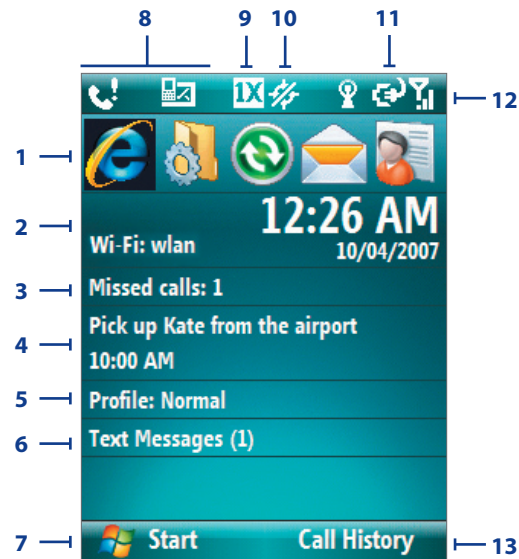 8 9 10 11
1X
12
1
2
12:26 AM
Wi-Fi: wlan
10/04/2007
3
Missed calls: 1
4
Pick up Kate from the airport
10:00 AM
5
Profile: Normal
6
Text Messages (1)
7
Start Call History
13